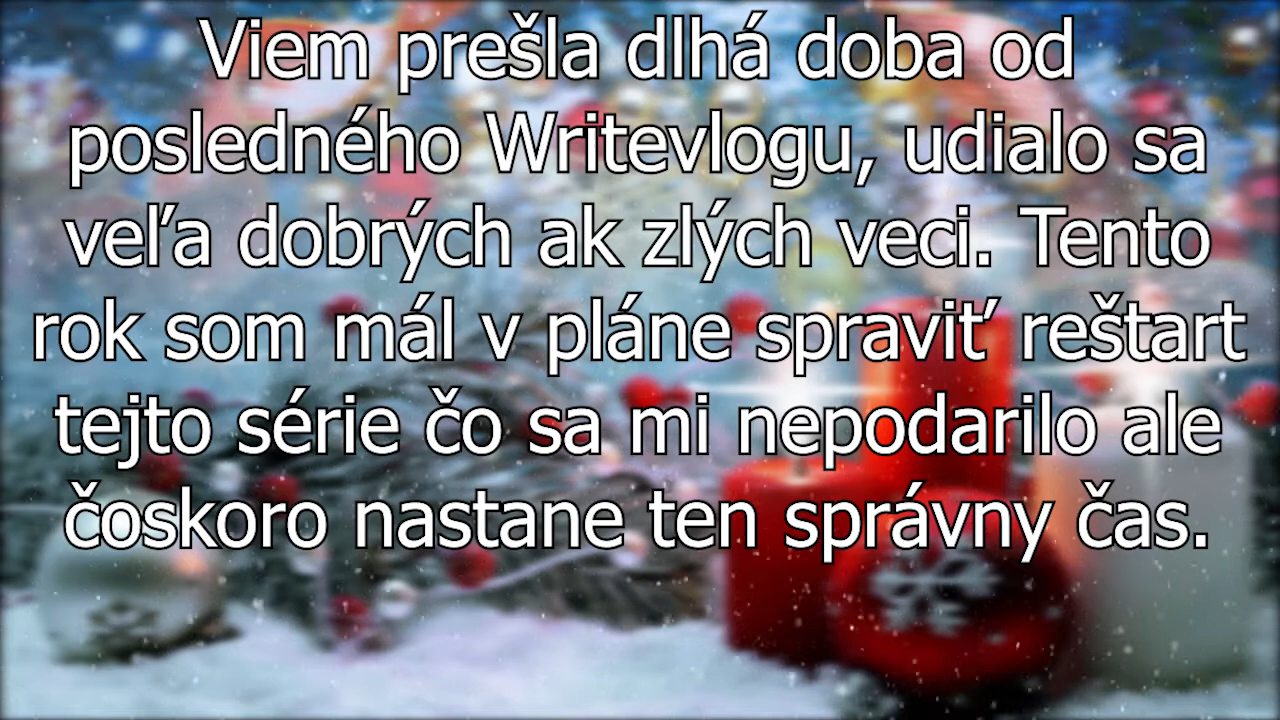 Viem prešla dlhá doba od
posledného Writevlogu, udialo sa
veľa dobrých ak zlých veci. Tento
rok som mál v pláne spraviť reštart
tejto série čo sa mi nepodarilo ale
čoskoro nastane ten správny čas.